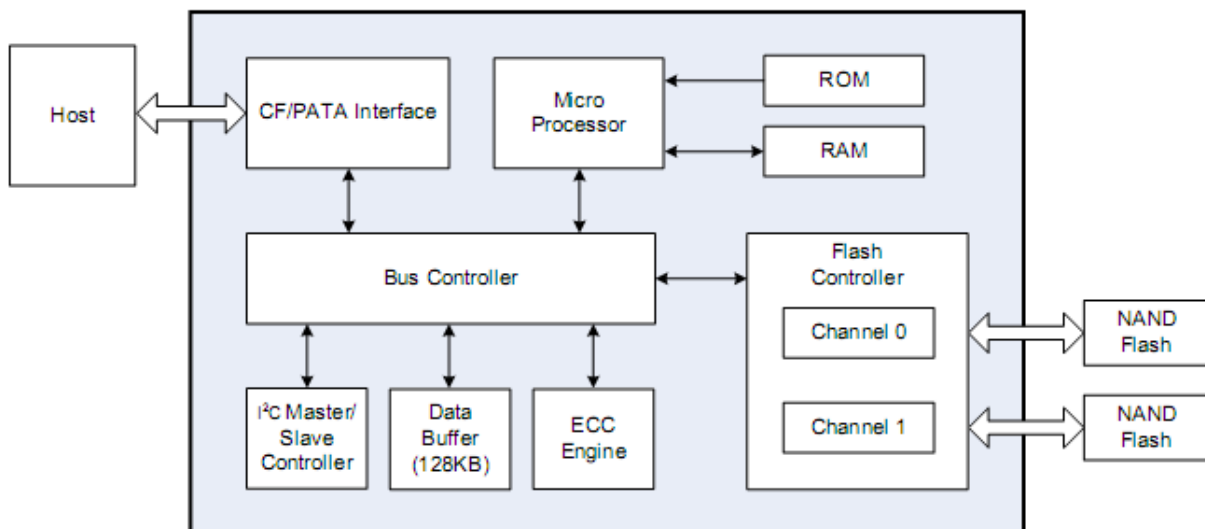 Host
CF/PATA Interface
Micro
Processor
ROM
RAM
Bus Controller
Flash
Controller
Channel 0
Channel 1
NAND
Flash
NAND
Flash
I²C Master/
Slave
Controller
Data
Buffer
(128KB)
ECC
Engine